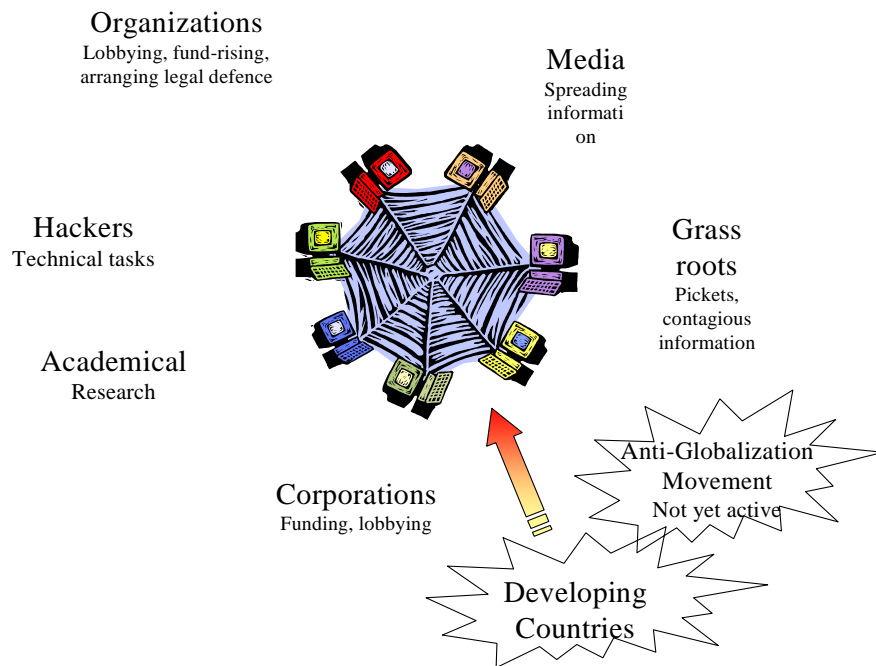 Organizations
Lobbying, fund-rising,
arranging legal defence
Media
Spreading
informati
on
Hackers
Technical tasks
Grass
roots
Pickets,
contagious
information
Academical
Research
Anti-Globalization
Movement
Not yet active
Corporations
Funding, lobbying
Developing
Countries